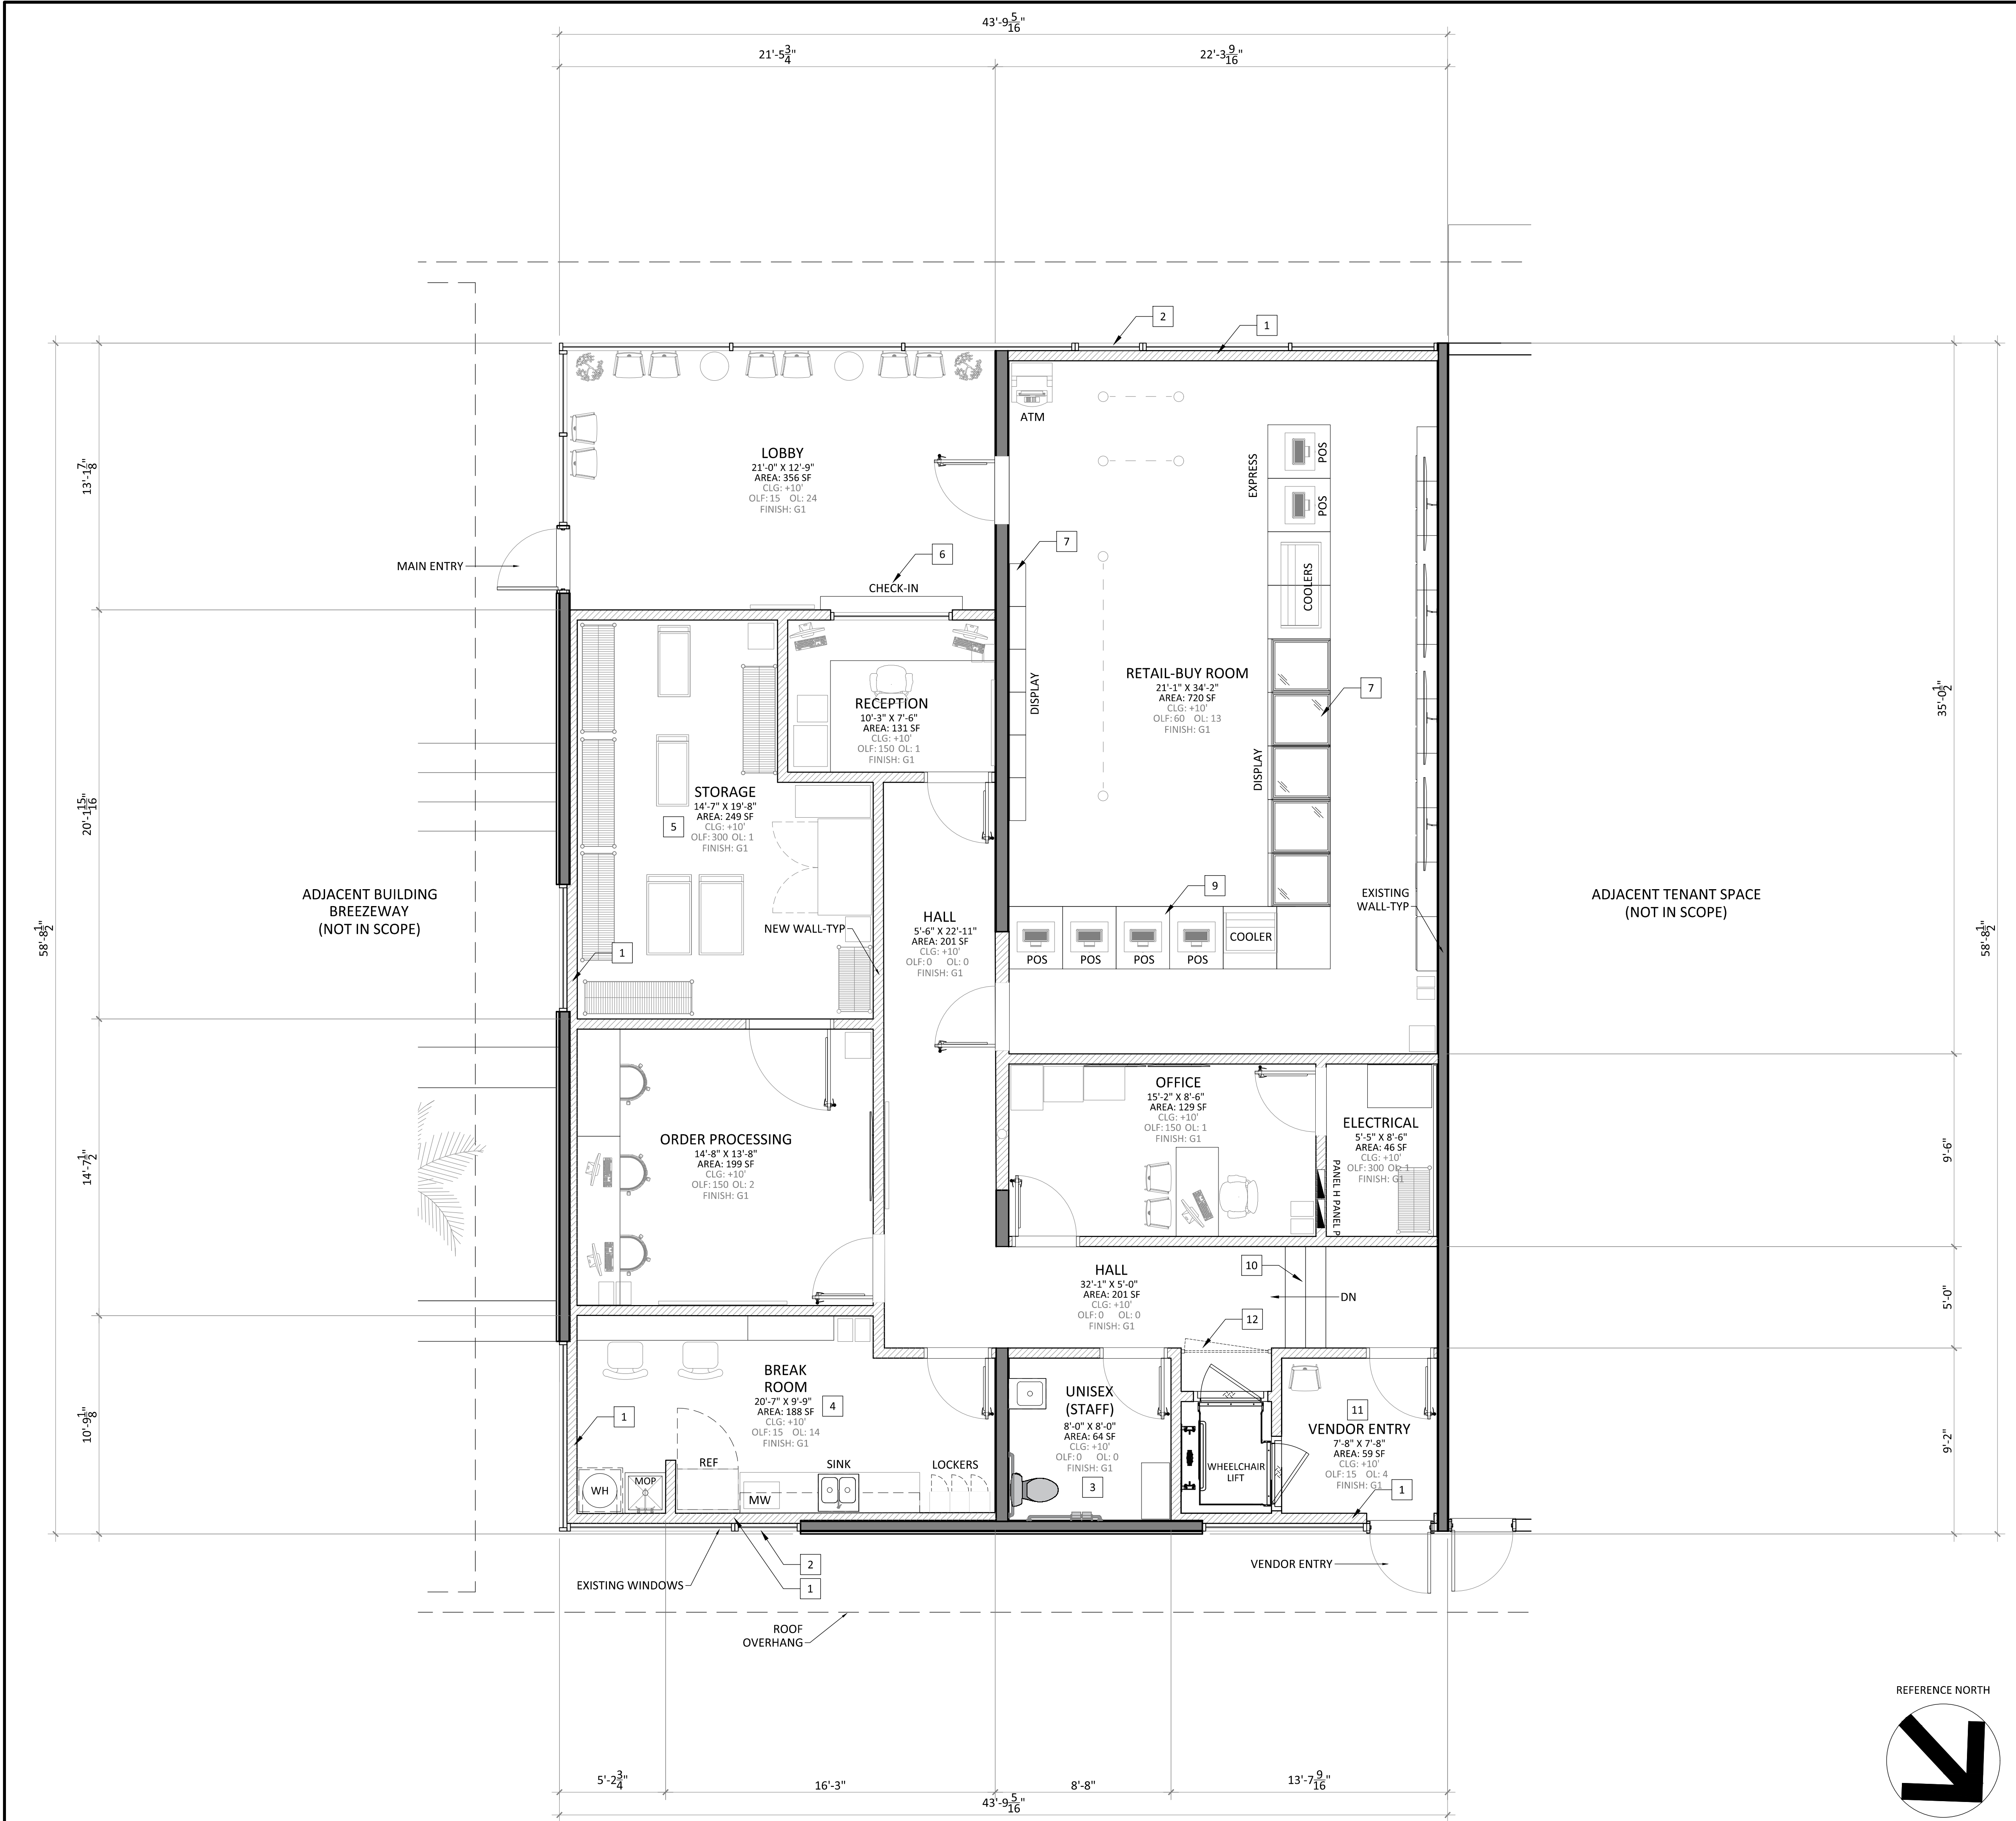 43'-9 5/16"
21'-5 3/4"
22'-3 9/16"
2
1
ATM
LOBBY
21'-0" X 12'-9"
AREA: 356 SF
CLG: +10'
OLF: 15 OL: 24
FINISH: G1
EXPRESS
POS
POS
13'-1 7/8"
MAIN ENTRY
6
CHECK-IN
7
COOLERS
RETAIL-BUY ROOM
21'-1" X 34'-2"
AREA: 720 SF
CLG: +10'
OLF: 60 OL: 13
FINISH: G1
7
DISPLAY
DISPLAY
RECEPTION
10'-3" X 7'-6"
AREA: 131 SF
CLG: +10'
OLF: 150 OL: 1
FINISH: G1
35'-0 1/2"
STORAGE
14'-7" X 19'-8"
AREA: 249 SF
CLG: +10'
OLF: 300 OL: 1
FINISH: G1
5
20'-1 15/16"
ADJACENT BUILDING
BREEZEWAY
(NOT IN SCOPE)
58'-8 1/2"
NEW WALL-TYP
1
HALL
5'-6" X 22'-11"
AREA: 201 SF
CLG: +10'
OLF: 0 OL: 0
FINISH: G1
9
POS
POS
POS
POS
COOLER
EXISTING
WALL-TYP
ADJACENT TENANT SPACE
(NOT IN SCOPE)
58'-8 1/2"
ORDER PROCESSING
14'-8" X 13'-8"
AREA: 199 SF
CLG: +10'
OLF: 150 OL: 2
FINISH: G1
14'-7 1/2"
OFFICE
15'-2" X 8'-6"
AREA: 129 SF
CLG: +10'
OLF: 150 OL: 1
FINISH: G1
ELECTRICAL
5'-5" X 8'-6"
AREA: 46 SF
CLG: +10'
OLF: 300 OL: 1
FINISH: G1
PANEL H PANEL P
9'-6"
HALL
32'-1" X 5'-0"
AREA: 201 SF
CLG: +10'
OLF: 0 OL: 0
FINISH: G1
10
DN
12
5'-0"
BREAK
ROOM
20'-7" X 9'-9"
AREA: 188 SF
CLG: +10'
OLF: 15 OL: 14
FINISH: G1
4
1
10'-9 1/8"
REF
SINK
LOCKERS
WH
MOP
MW
UNISEX
(STAFF)
8'-0" X 8'-0"
AREA: 64 SF
CLG: +10'
OLF: 0 OL: 0
FINISH: G1
3
WHEELCHAIR
LIFT
11
VENDOR ENTRY
7'-8" X 7'-8"
AREA: 59 SF
CLG: +10'
OLF: 15 OL: 4
FINISH: G1
1
9'-2"
EXISTING WINDOWS
2
1
VENDOR ENTRY
ROOF
OVERHANG
REFERENCE NORTH
5'-2 3/4"
16'-3"
8'-8"
13'-7 9/16"
43'-9 5/16"